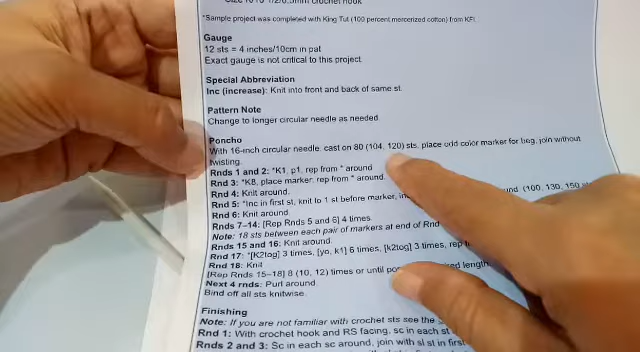 *Sample project was completed with King Tut (100 percent mercerized cotton) from KFI.
Gauge
12 sts = 4 inches/10cm in pat
Exact gauge is not critical to this project
Special Abbreviation
Inc (increase): Knit into front and back of same st
Pattern Note
Change to longer circular needle as needed
Poncho
With 16-inch circular needle, cast on 80 (104, 120) sts, place odd color marker for beg, join without
twisting.
Rnds 1 and 2: *K1, p1, rep from * around
Rnd 3: *K8, place marker, rep from * around.
Rnd 4: Knit around.
Rnd 5: *Inc in first st, knit to 1 st before marker, (100, 130, 150
Rnd 6: Knit around
Rnds 7–14: [Rep Rnds 5 and 6] 4 times
Note: 18 sts between each pair of markers at end of Rnd
Rnds 15 and 16: Knit around.
Rnd 17: *[K2tog] 3 times, [yo, k1] 6 times, [k2tog] 3 times, rep
Rnd 18: Knit
[Rep Rnds 15–18] 8 (10, 12) times or until length
Next 4 rnds: Purl around.
Bind off all sts knitwise.
Finishing
Note: If you are not familiar with crochet sts see the
Rnd 1: With crochet hook and RS facing, sc in each st
Rnds 2 and 3: Sc in each sc around, join with sl st in first